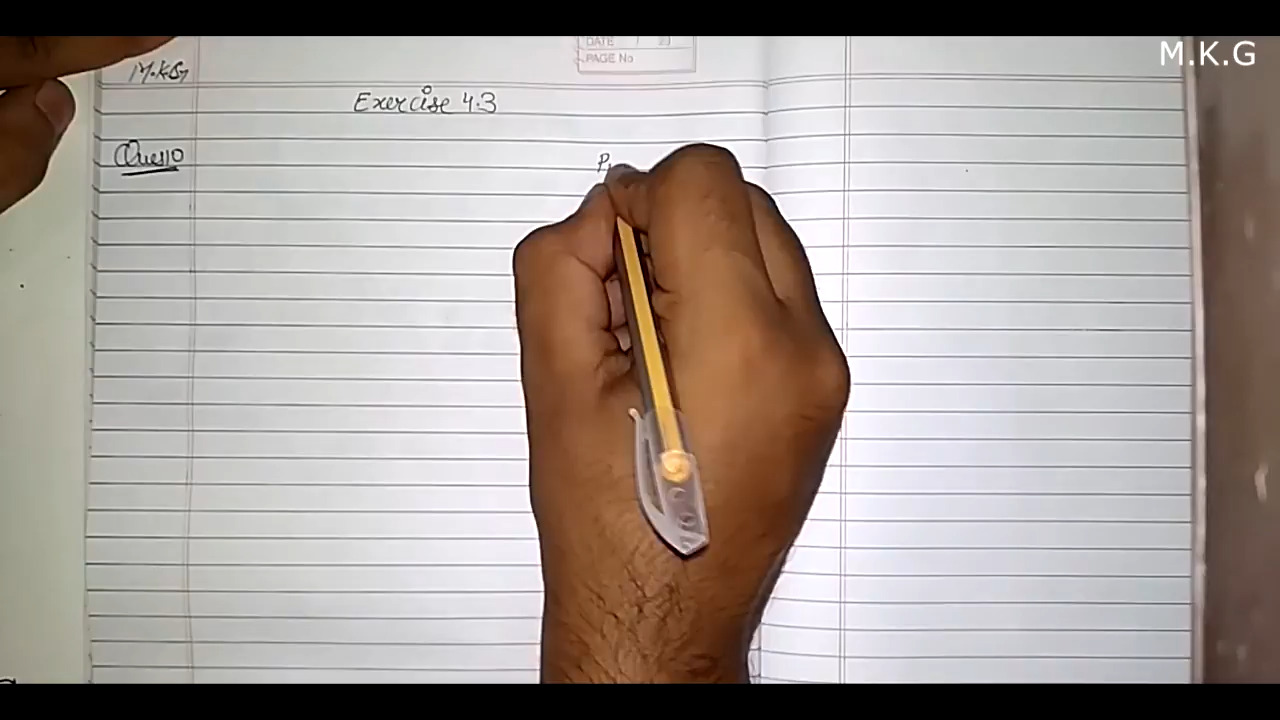 M.K.G
DATE
PAGE No
M.K.G
Exercise 4.3
Ques10
P